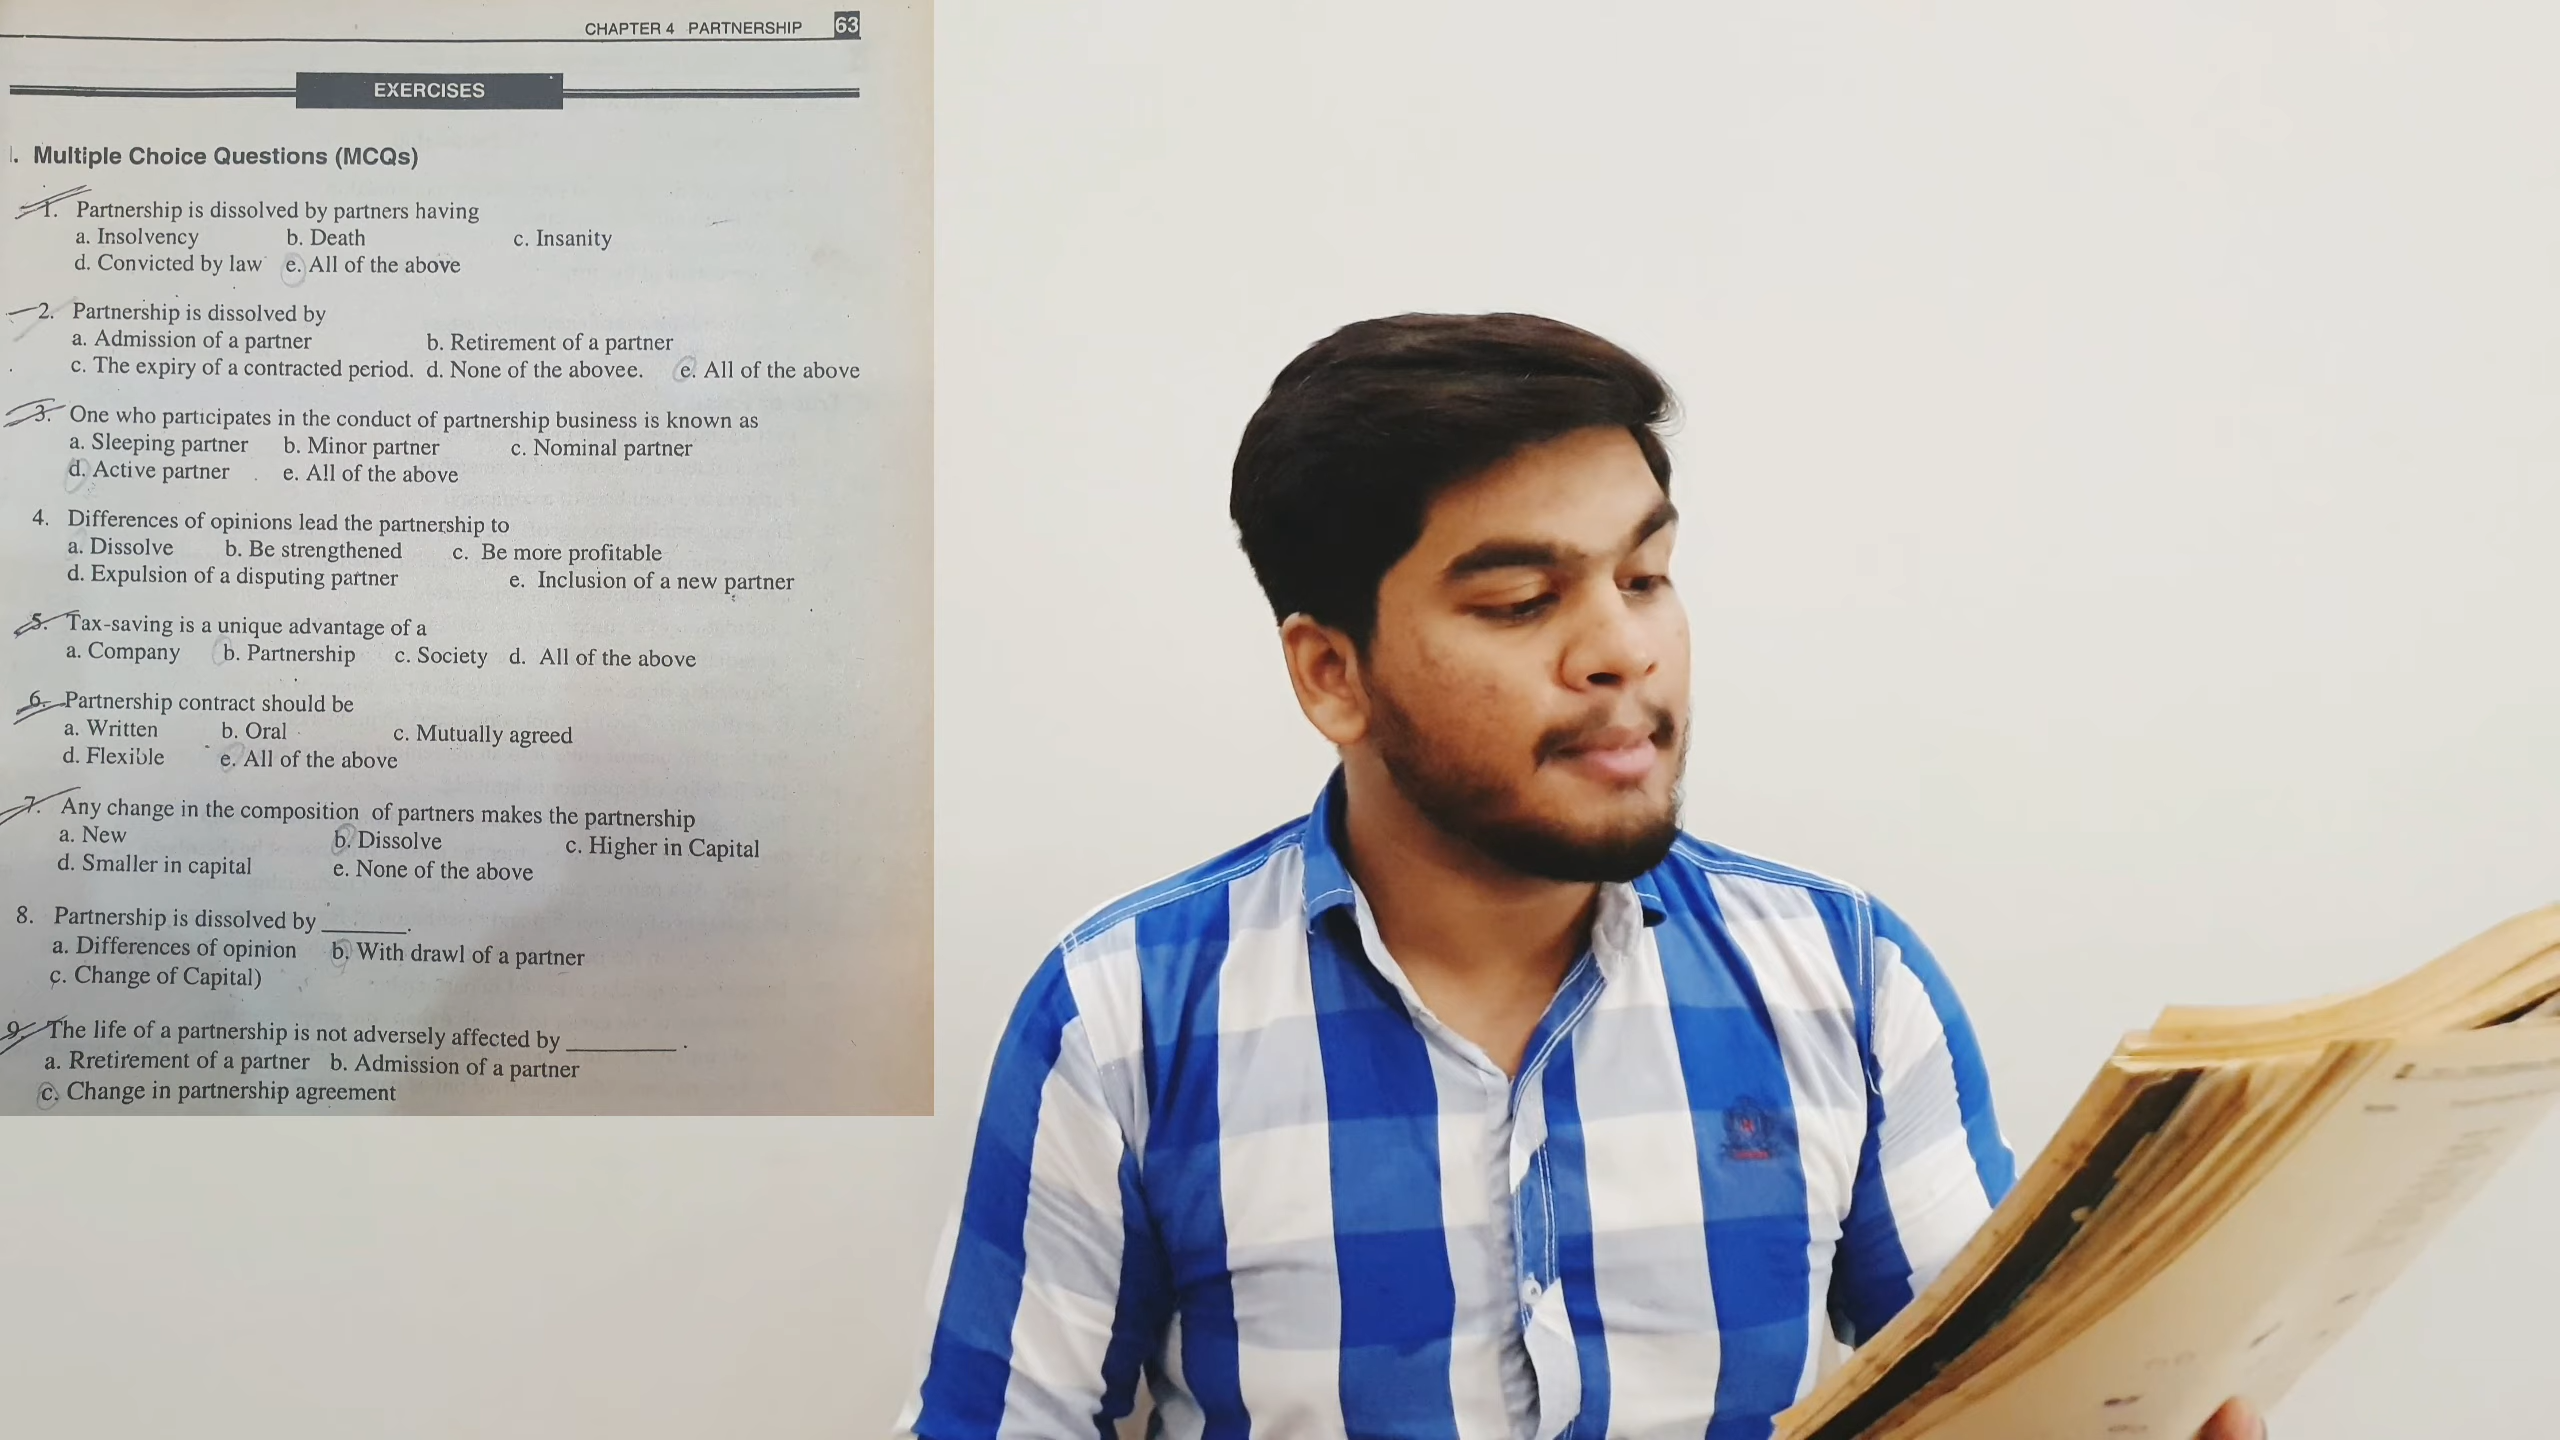 CHAPTER 4 PARTNERSHIP 63
EXERCISES
I. Multiple Choice Questions (MCQs)
1. Partnership is dissolved by partners having
a. Insolvency b. Death c. Insanity
d. Convicted by law e. All of the above
2. Partnership is dissolved by
a. Admission of a partner b. Retirement of a partner
c. The expiry of a contracted period. d. None of the abovee. e. All of the above
3. One who participates in the conduct of partnership business is known as
a. Sleeping partner b. Minor partner c. Nominal partner
d. Active partner e. All of the above
4. Differences of opinions lead the partnership to
a. Dissolve b. Be strengthened c. Be more profitable
d. Expulsion of a disputing partner e. Inclusion of a new partner
5. Tax-saving is a unique advantage of a
a. Company b. Partnership c. Society d. All of the above
6. Partnership contract should be
a. Written b. Oral c. Mutually agreed
d. Flexible e. All of the above
7. Any change in the composition of partners makes the partnership
a. New b. Dissolve c. Higher in Capital
d. Smaller in capital e. None of the above
8. Partnership is dissolved by ______.
a. Differences of opinion b. With drawl of a partner
c. Change of Capital)
9. The life of a partnership is not adversely affected by ________ .
a. Rretirement of a partner b. Admission of a partner
c. Change in partnership agreement